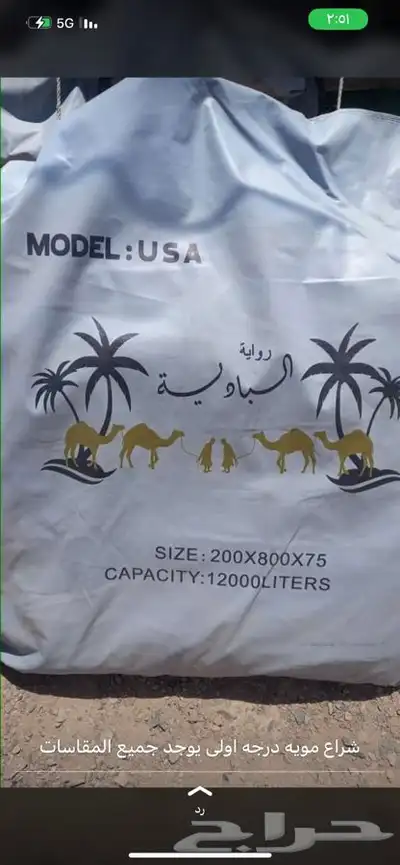 5G
٢:٥١
MODEL:USA
رواية
البادية
SIZE:200X800X75
CAPACITY:12000LITERS
شراع مويه درجه اولى يوجد جميع المقاسات
رد
حراج